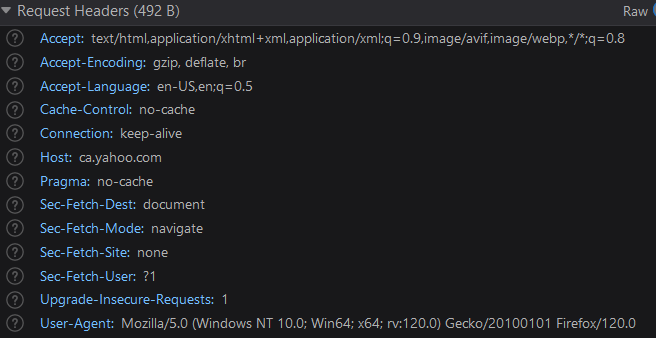 Request Headers (492 B) Raw
Accept: text/html,application/xhtml+xml,application/xml;q=0.9,image/avif,image/webp,*/*;q=0.8
Accept-Encoding: gzip, deflate, br
Accept-Language: en-US,en;q=0.5
Cache-Control: no-cache
Connection: keep-alive
Host: ca.yahoo.com
Pragma: no-cache
Sec-Fetch-Dest: document
Sec-Fetch-Mode: navigate
Sec-Fetch-Site: none
Sec-Fetch-User: ?1
Upgrade-Insecure-Requests: 1
User-Agent: Mozilla/5.0 (Windows NT 10.0; Win64; x64; rv:120.0) Gecko/20100101 Firefox/120.0